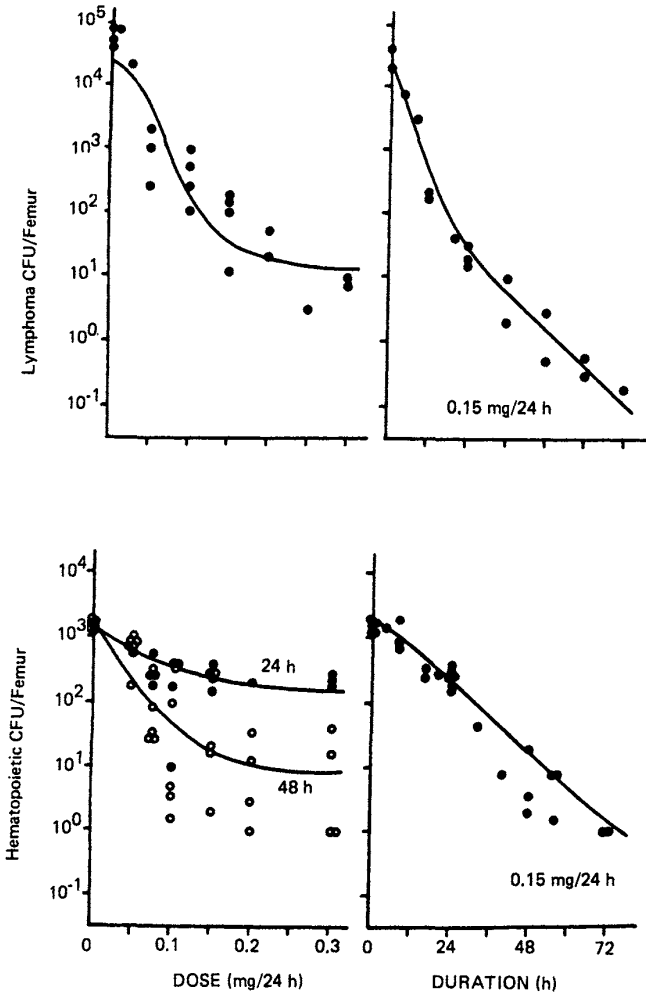 Lymphoma CFU/Femur
10^5
10^4
10^3
10^2
10^1
10^0.
10^-1
0.15 mg/24 h
Hematopoietic CFU/Femur
10^4
10^3
10^2
10^1
10^0
10^-1
24 h
48 h
0.15 mg/24 h
0 0.1 0.2 0.3
DOSE (mg/24 h)
0 24 48 72
DURATION (h)